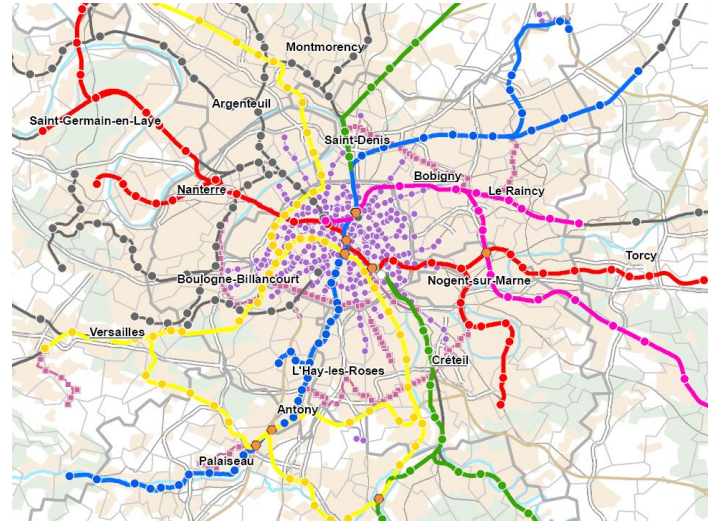 Montmorency
Argenteuil
Saint-Germain-en-Laye
Saint-Denis
Bobigny
Nanterre
Le Raincy
Torcy
Boulogne-Billancourt
Nogent-sur-Marne
Versailles
Créteil
L'Hay-les-Roses
Antony
Palaiseau